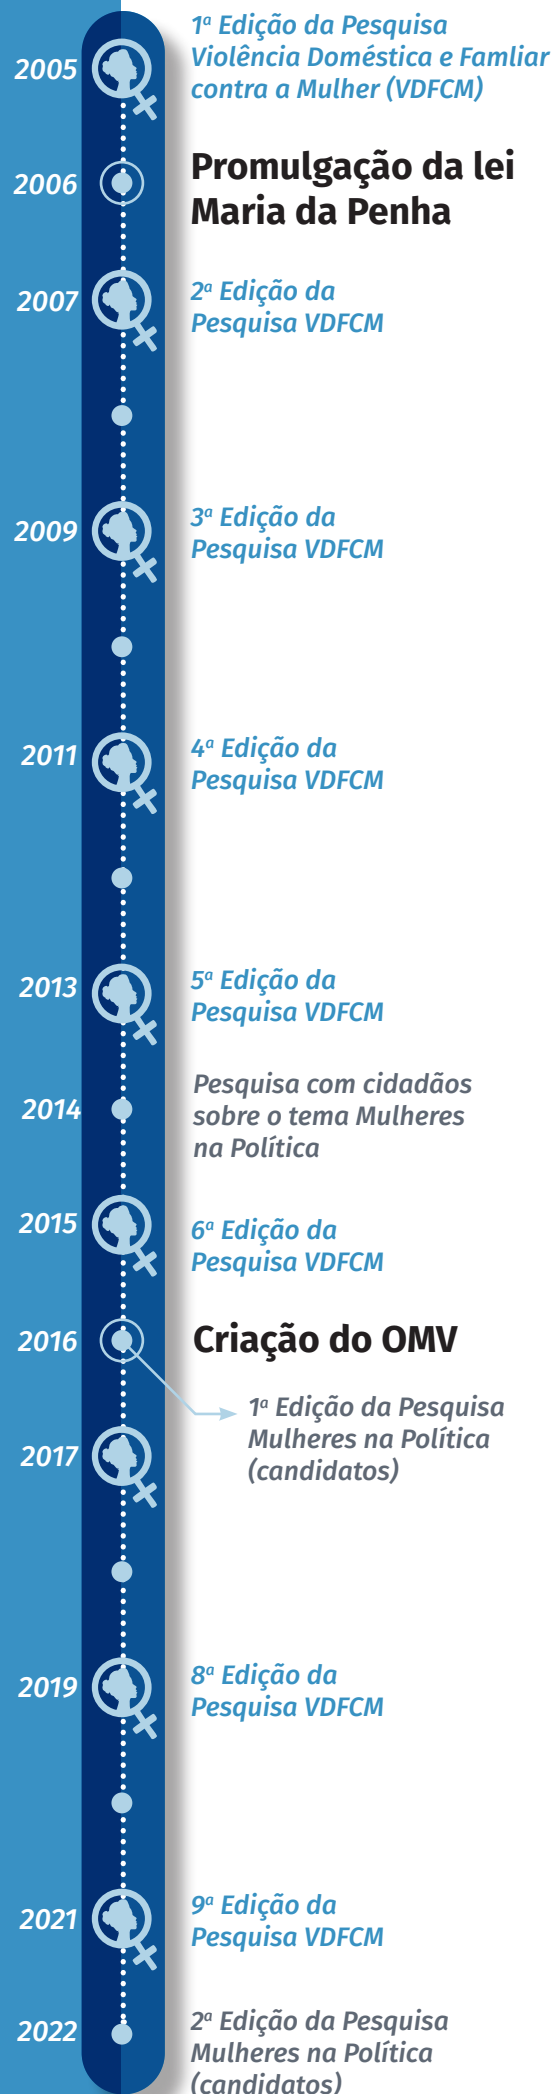 2005
1ª Edição da Pesquisa
Violência Doméstica e Famliar
contra a Mulher (VDFCM)
2006
Promulgação da lei
Maria da Penha
2007
2ª Edição da
Pesquisa VDFCM
2009
3ª Edição da
Pesquisa VDFCM
2011
4ª Edição da
Pesquisa VDFCM
2013
5ª Edição da
Pesquisa VDFCM
2014
Pesquisa com cidadãos
sobre o tema Mulheres
na Política
2015
6ª Edição da
Pesquisa VDFCM
2016
Criação do OMV
1ª Edição da Pesquisa
Mulheres na Política
(candidatos)
2017
2019
8ª Edição da
Pesquisa VDFCM
2021
9ª Edição da
Pesquisa VDFCM
2022
2ª Edição da Pesquisa
Mulheres na Política
(candidatos)